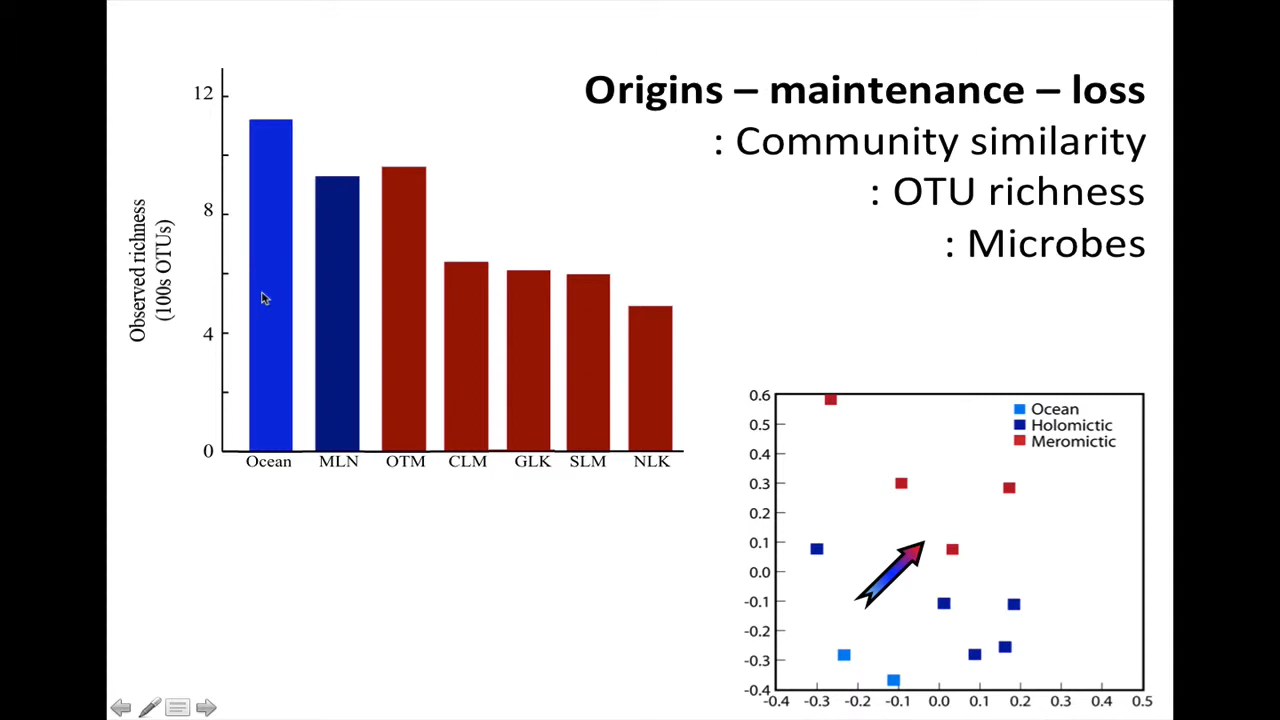 Origins – maintenance – loss
: Community similarity
: OTU richness
: Microbes
Observed richness
(100s OTUs)
12
8
4
0
Ocean MLN OTM CLM GLK SLM NLK
Ocean
Holomictic
Meromictic
0.6
0.5
0.4
0.3
0.2
0.1
0.0
-0.1
-0.2
-0.3
-0.4
-0.4 -0.3 -0.2 -0.1 0.0 0.1 0.2 0.3 0.4 0.5